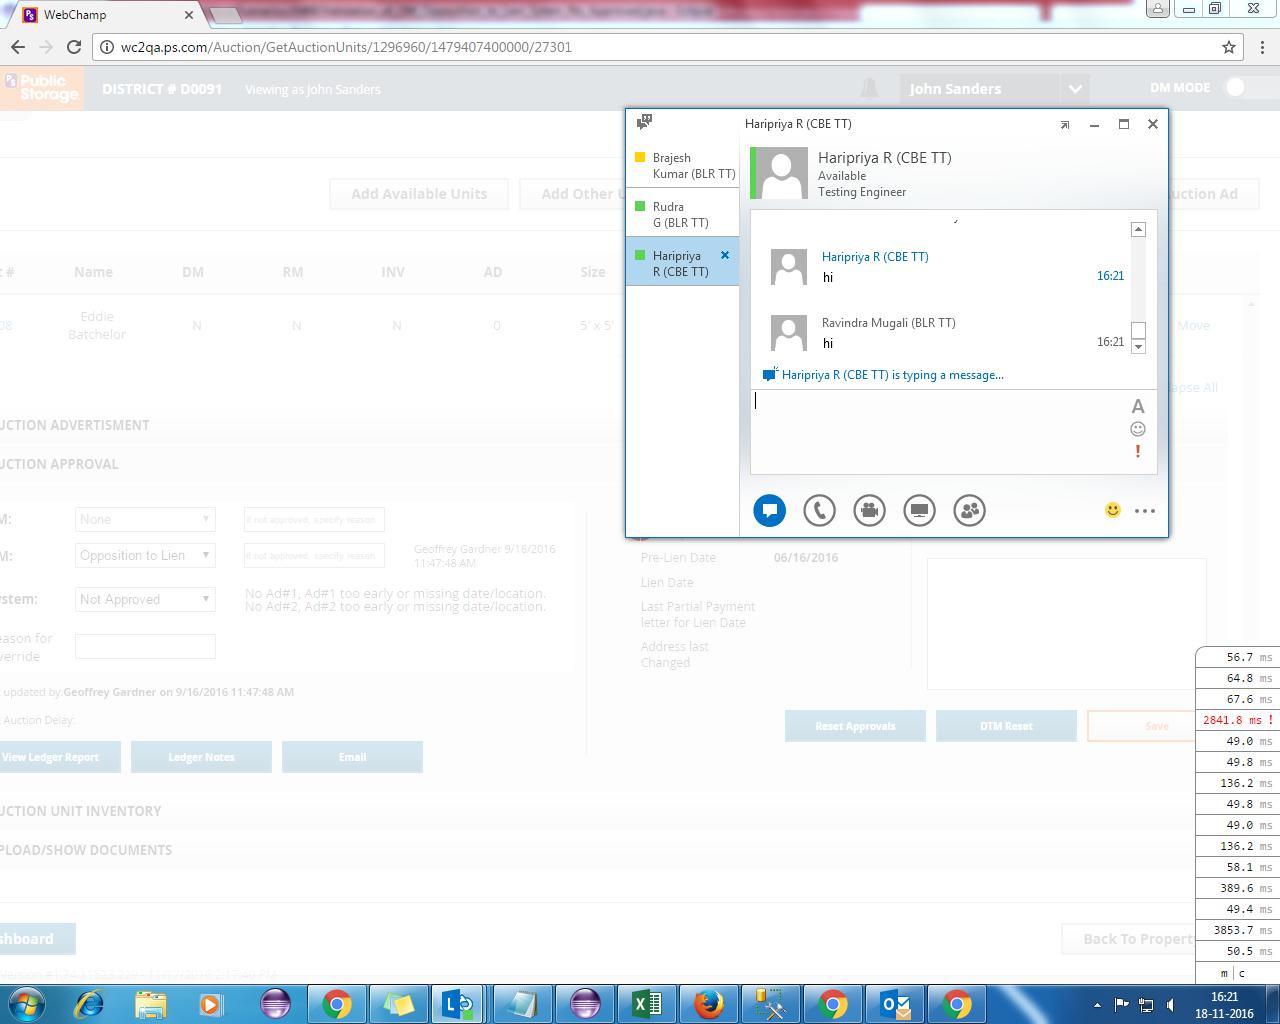 WebChamp
wc2qa.ps.com/Auction/GetAuctionUnits/1296960/1479407400000/27301
Public Storage
DISTRICT # D0091
Viewing as John Sanders
John Sanders
DM MODE
Add Available Units
Add Other U
uction Ad
t #
Name
DM
RM
INV
AD
Size
08
Eddie
Batchelor
N
N
N
0
5' x 5'
Move
apse All
UCTION ADVERTISMENT
UCTION APPROVAL
M:
None
if not approved, specify reason
M:
Opposition to Lien
if not approved, specify reason
Geoffrey Gardner 9/16/2016
11:47:48 AM
ystem:
Not Approved
No Ad#1, Ad#1 too early or missing date/location.
No Ad#2, Ad#2 too early or missing date/location.
eason for
verride
t updated by:Geoffrey Gardner on 9/16/2016 11:47:48 AM
Auction Delay:
View Ledger Report
Ledger Notes
Email
Pre-Lien Date
06/16/2016
Lien Date
Last Partial Payment
letter for Lien Date
Address last
Changed
Reset Approvals
DTM Reset
Save
UCTION UNIT INVENTORY
PLOAD/SHOW DOCUMENTS
shboard
Back To Propert
Haripriya R (CBE TT)
Brajesh
Kumar (BLR TT)
Rudra
G (BLR TT)
Haripriya
R (CBE TT)
Haripriya R (CBE TT)
Available
Testing Engineer
Haripriya R (CBE TT)
hi
16:21
Ravindra Mugali (BLR TT)
hi
16:21
Haripriya R (CBE TT) is typing a message...
A
!
56.7 ms
64.8 ms
67.6 ms
2841.8 ms !
49.0 ms
49.8 ms
136.2 ms
49.8 ms
49.0 ms
136.2 ms
58.1 ms
389.6 ms
49.4 ms
3853.7 ms
50.5 ms
m | c
16:21
18-11-2016